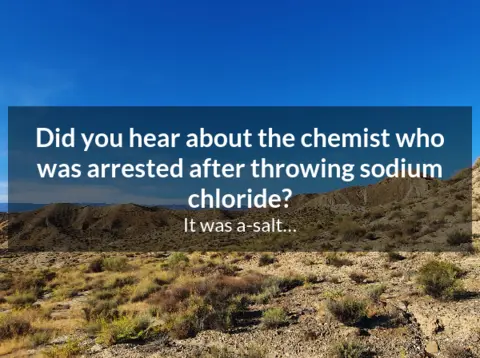 Did you hear about the chemist who
was arrested after throwing sodium
chloride?
It was a-salt...